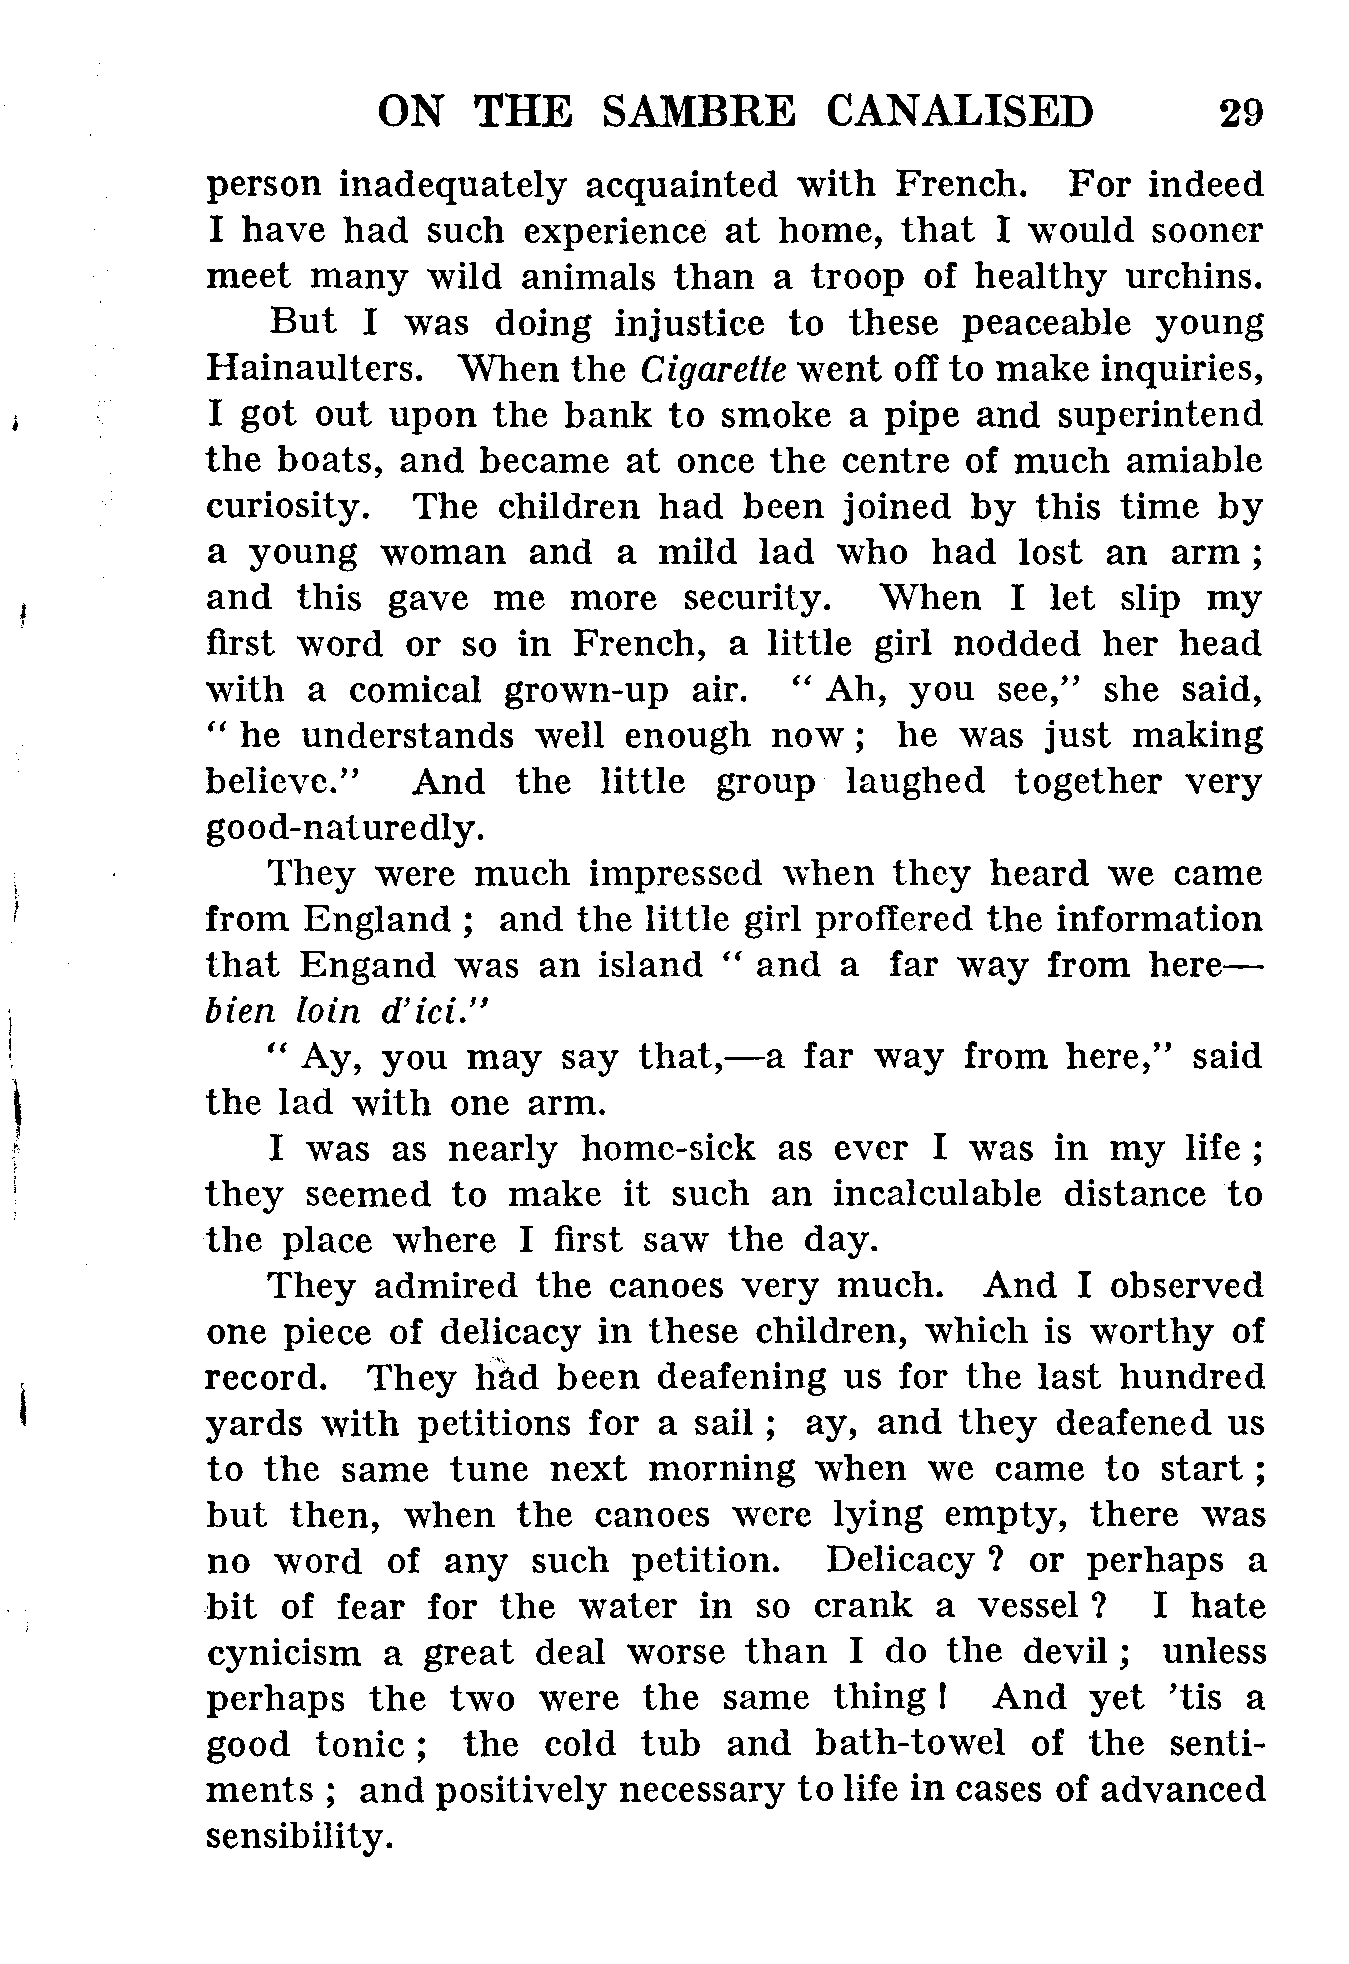 ON THE SAMBRE CANALISED 29
person inadequately acquainted with French. For indeed
I have had such experience at home, that I would sooner
meet many wild animals than a troop of healthy urchins.
But I was doing injustice to these peaceable young
Hainaulters. When the Cigarette went off to make inquiries,
I got out upon the bank to smoke a pipe and superintend
the boats, and became at once the centre of much amiable
curiosity. The children had been joined by this time by
a young woman and a mild lad who had lost an arm ;
and this gave me more security. When I let slip my
first word or so in French, a little girl nodded her head
with a comical grown-up air. “ Ah, you see,” she said,
“ he understands well enough now ; he was just making
believe.” And the little group laughed together very
good-naturedly.
They were much impressed when they heard we came
from England ; and the little girl proffered the information
that Engand was an island “ and a far way from here—
bien loin d’ici.”
“ Ay, you may say that,—a far way from here,” said
the lad with one arm.
I was as nearly home-sick as ever I was in my life ;
they seemed to make it such an incalculable distance to
the place where I first saw the day.
They admired the canoes very much. And I observed
one piece of delicacy in these children, which is worthy of
record. They had been deafening us for the last hundred
yards with petitions for a sail ; ay, and they deafened us
to the same tune next morning when we came to start ;
but then, when the canoes were lying empty, there was
no word of any such petition. Delicacy ? or perhaps a
bit of fear for the water in so crank a vessel ? I hate
cynicism a great deal worse than I do the devil ; unless
perhaps the two were the same thing ! And yet ’tis a
good tonic ; the cold tub and bath-towel of the senti-
ments ; and positively necessary to life in cases of advanced
sensibility.